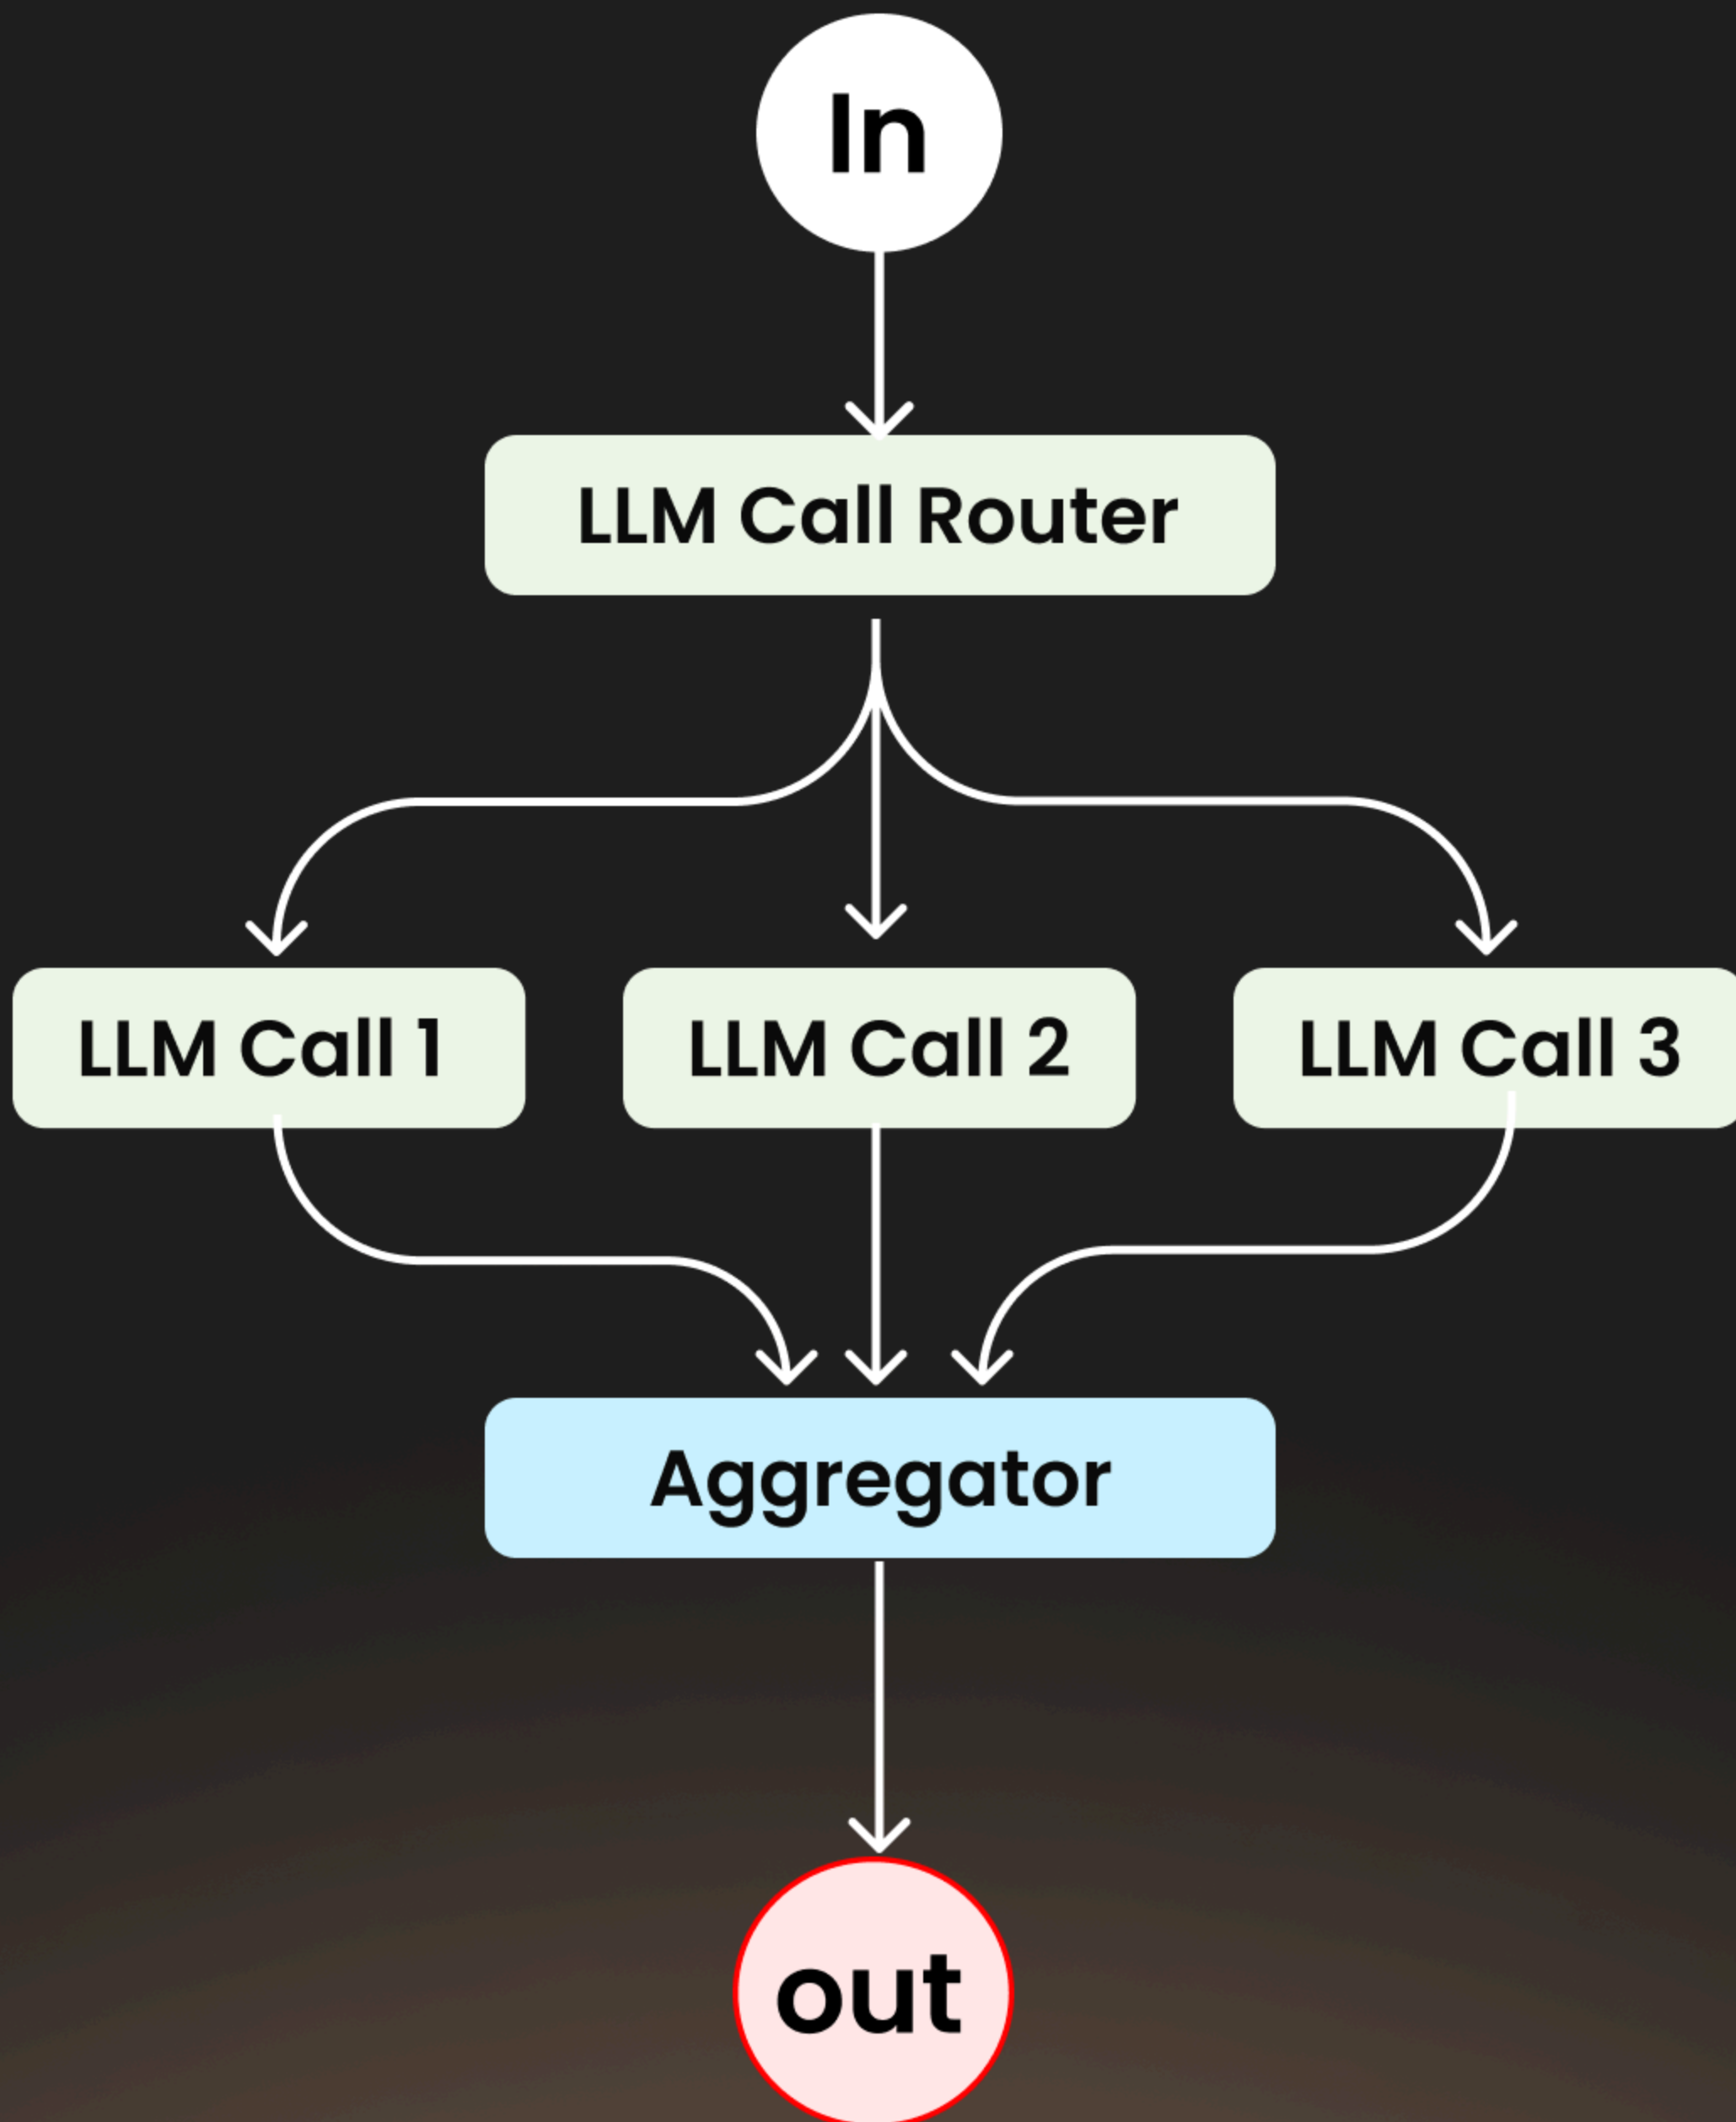 In
LLM Call Router
LLM Call 1
LLM Call 2
LLM Call 3
Aggregator
out